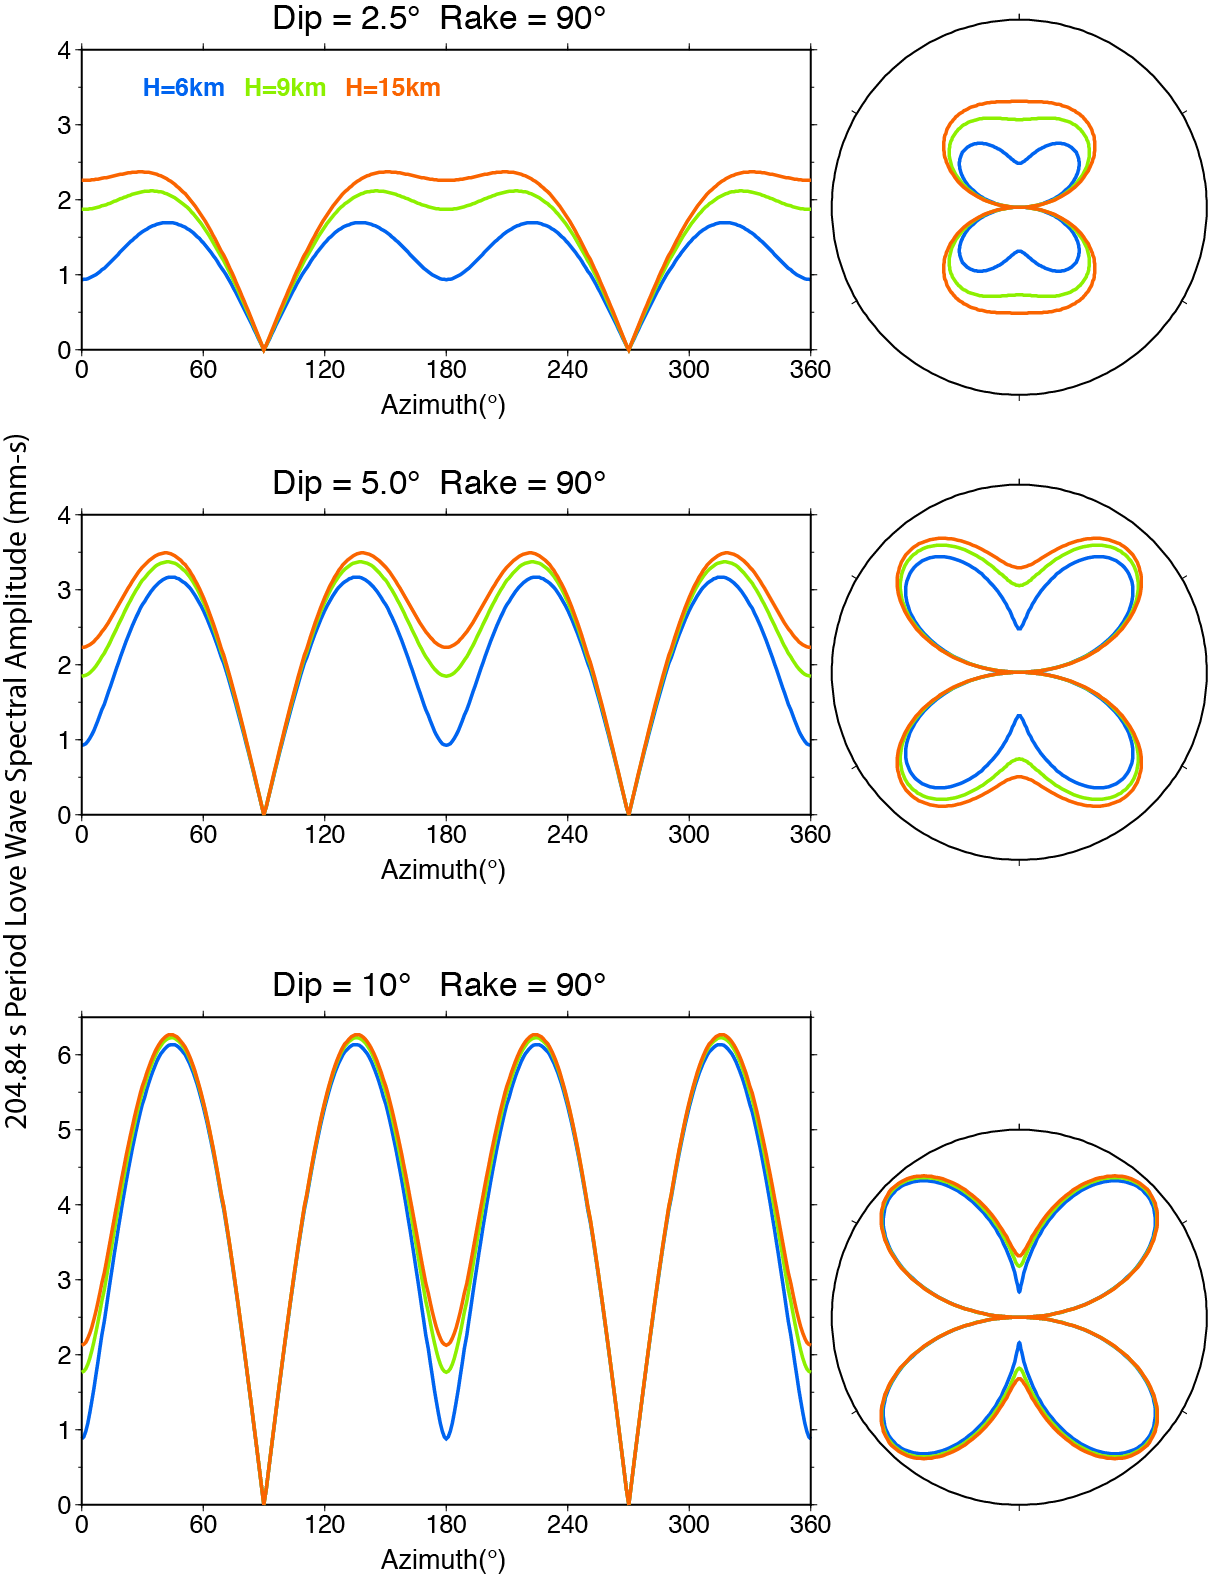 Dip = 2.5° Rake = 90°
H=6km H=9km H=15km
4
3
2
1
0
0 60 120 180 240 300 360
Azimuth(°)
204.84 s Period Love Wave Spectral Amplitude (mm-s)
Dip = 5.0° Rake = 90°
4
3
2
1
0
0 60 120 180 240 300 360
Azimuth(°)
Dip = 10° Rake = 90°
6
5
4
3
2
1
0
0 60 120 180 240 300 360
Azimuth(°)